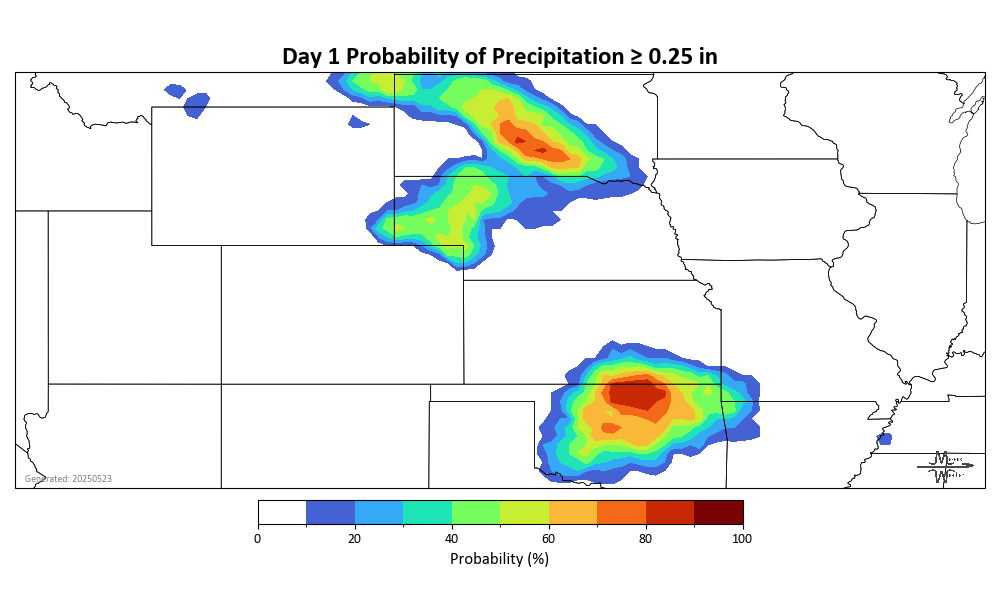 Day 1 Probability of Precipitation ≥ 0.25 in
Generated: 20250523
0 20 40 60 80 100
Probability (%)